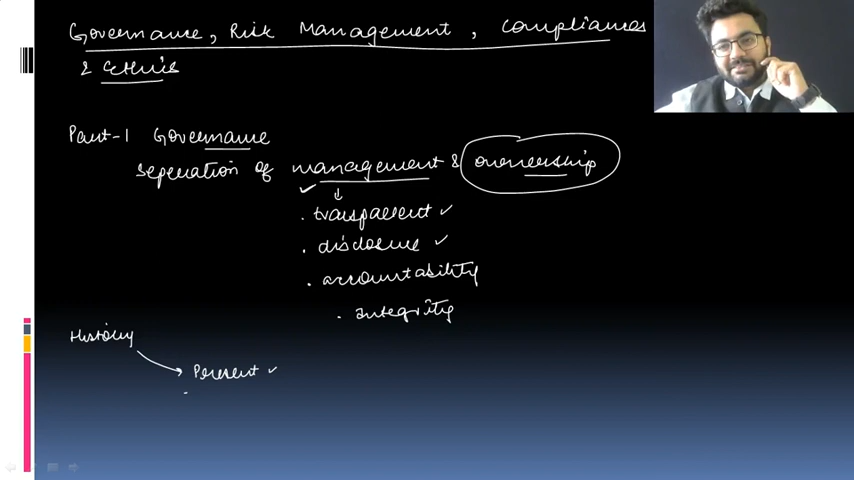 Governance, Risk Management, Compliances
& Ethics
Part-1 Governance
Seperation of management & ownership
. transparent ✓
. disclosure ✓
. accountability
. integrity
History
Present ✓